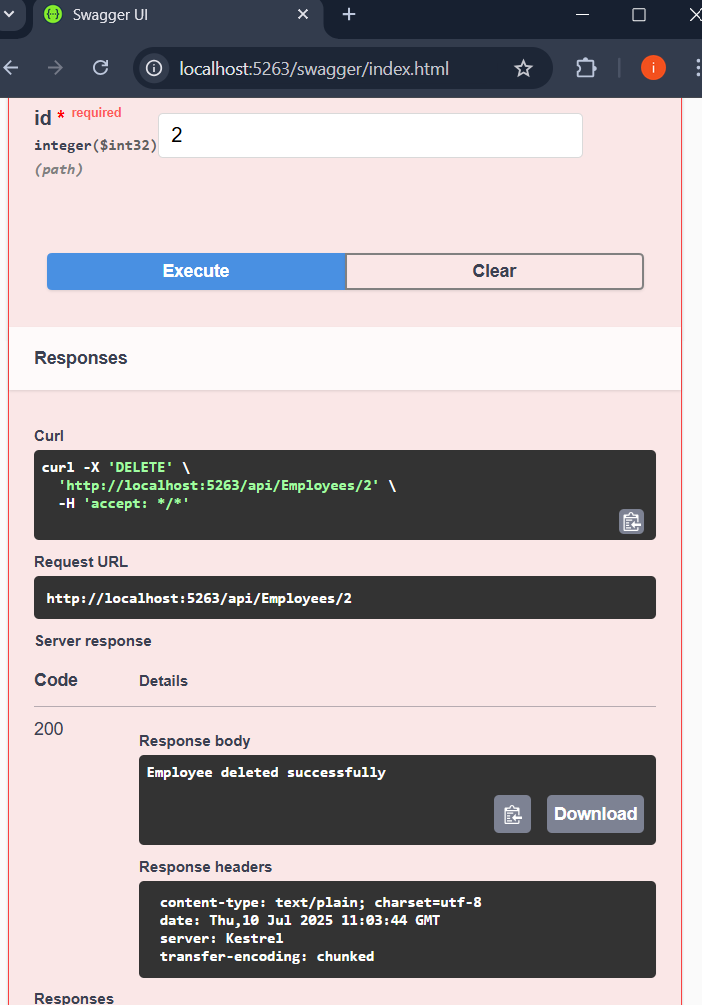 Swagger UI
localhost:5263/swagger/index.html
i
id * required
2
integer($int32)
(path)
Execute
Clear
Responses
Curl
curl -X 'DELETE' \
'http://localhost:5263/api/Employees/2' \
-H 'accept: */*'
Request URL
http://localhost:5263/api/Employees/2
Server response
Code
Details
200
Response body
Employee deleted successfully
Download
Response headers
content-type: text/plain; charset=utf-8
date: Thu,10 Jul 2025 11:03:44 GMT
server: Kestrel
transfer-encoding: chunked
Responses